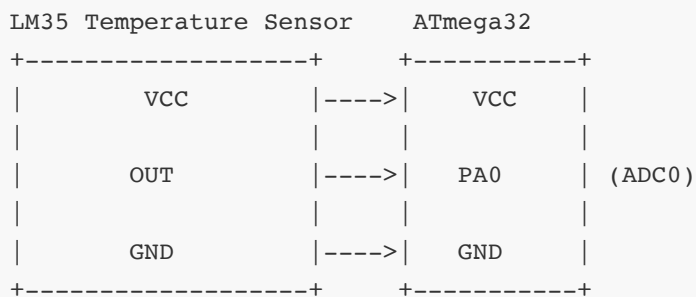 LM35 Temperature Sensor    ATmega32
+--------------------+     +-----------+
|        VCC         |---->|    VCC    |
|                    |     |           |
|        OUT         |---->|    PA0    | (ADC0)
|                    |     |           |
|        GND         |---->|    GND    |
+--------------------+     +-----------+